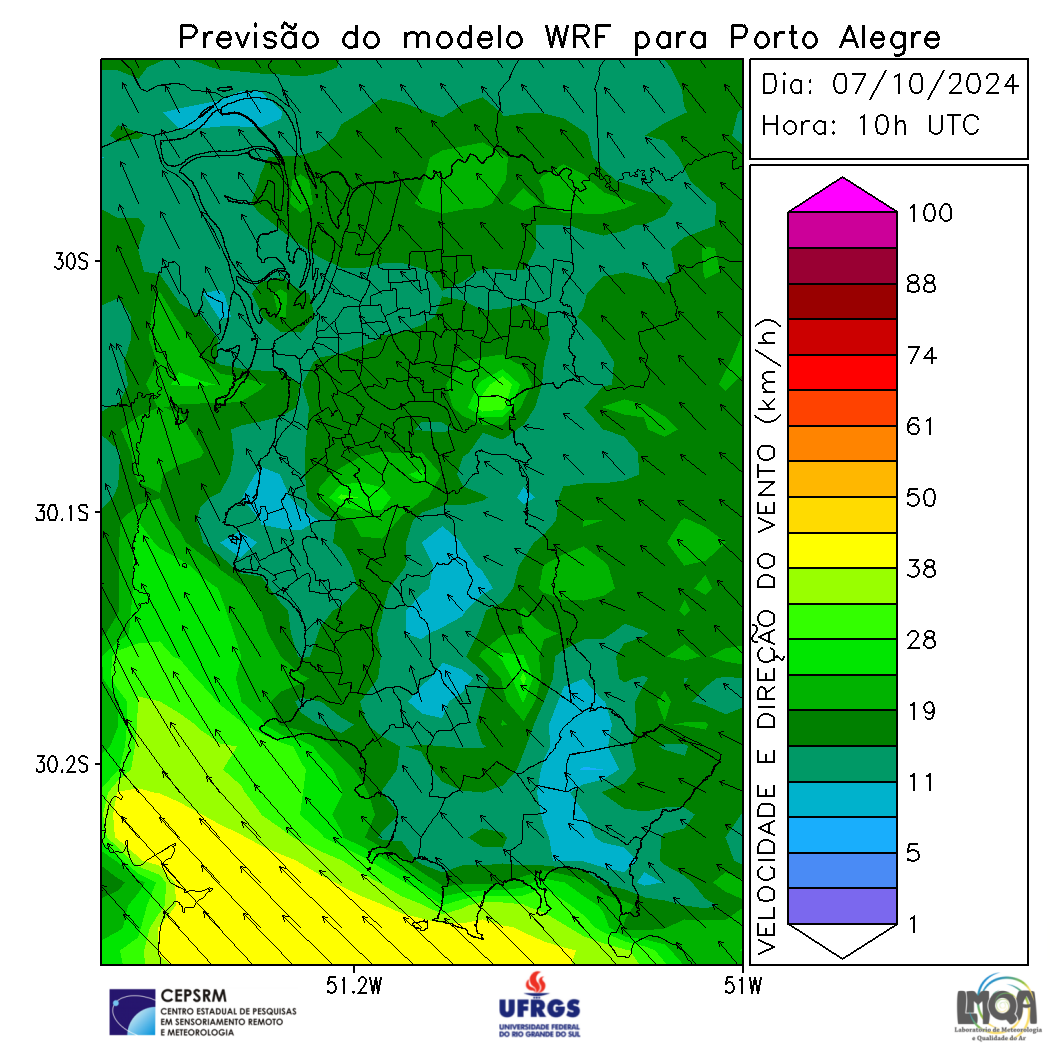 Previsão do modelo WRF para Porto Alegre
Dia: 07/10/2024
Hora: 10h UTC
30S
30.1S
30.2S
51.2W
51W
VELOCIDADE E DIREÇÃO DO VENTO (km/h)
100
88
74
61
50
38
28
19
11
5
1
CEPSRM
CENTRO ESTADUAL DE PESQUISAS
EM SENSORIAMENTO REMOTO
E METEOROLOGIA
UFRGS
UNIVERSIDADE FEDERAL
DO RIO GRANDE DO SUL
LMQA
Laboratório de Meteorologia
e Qualidade do Ar